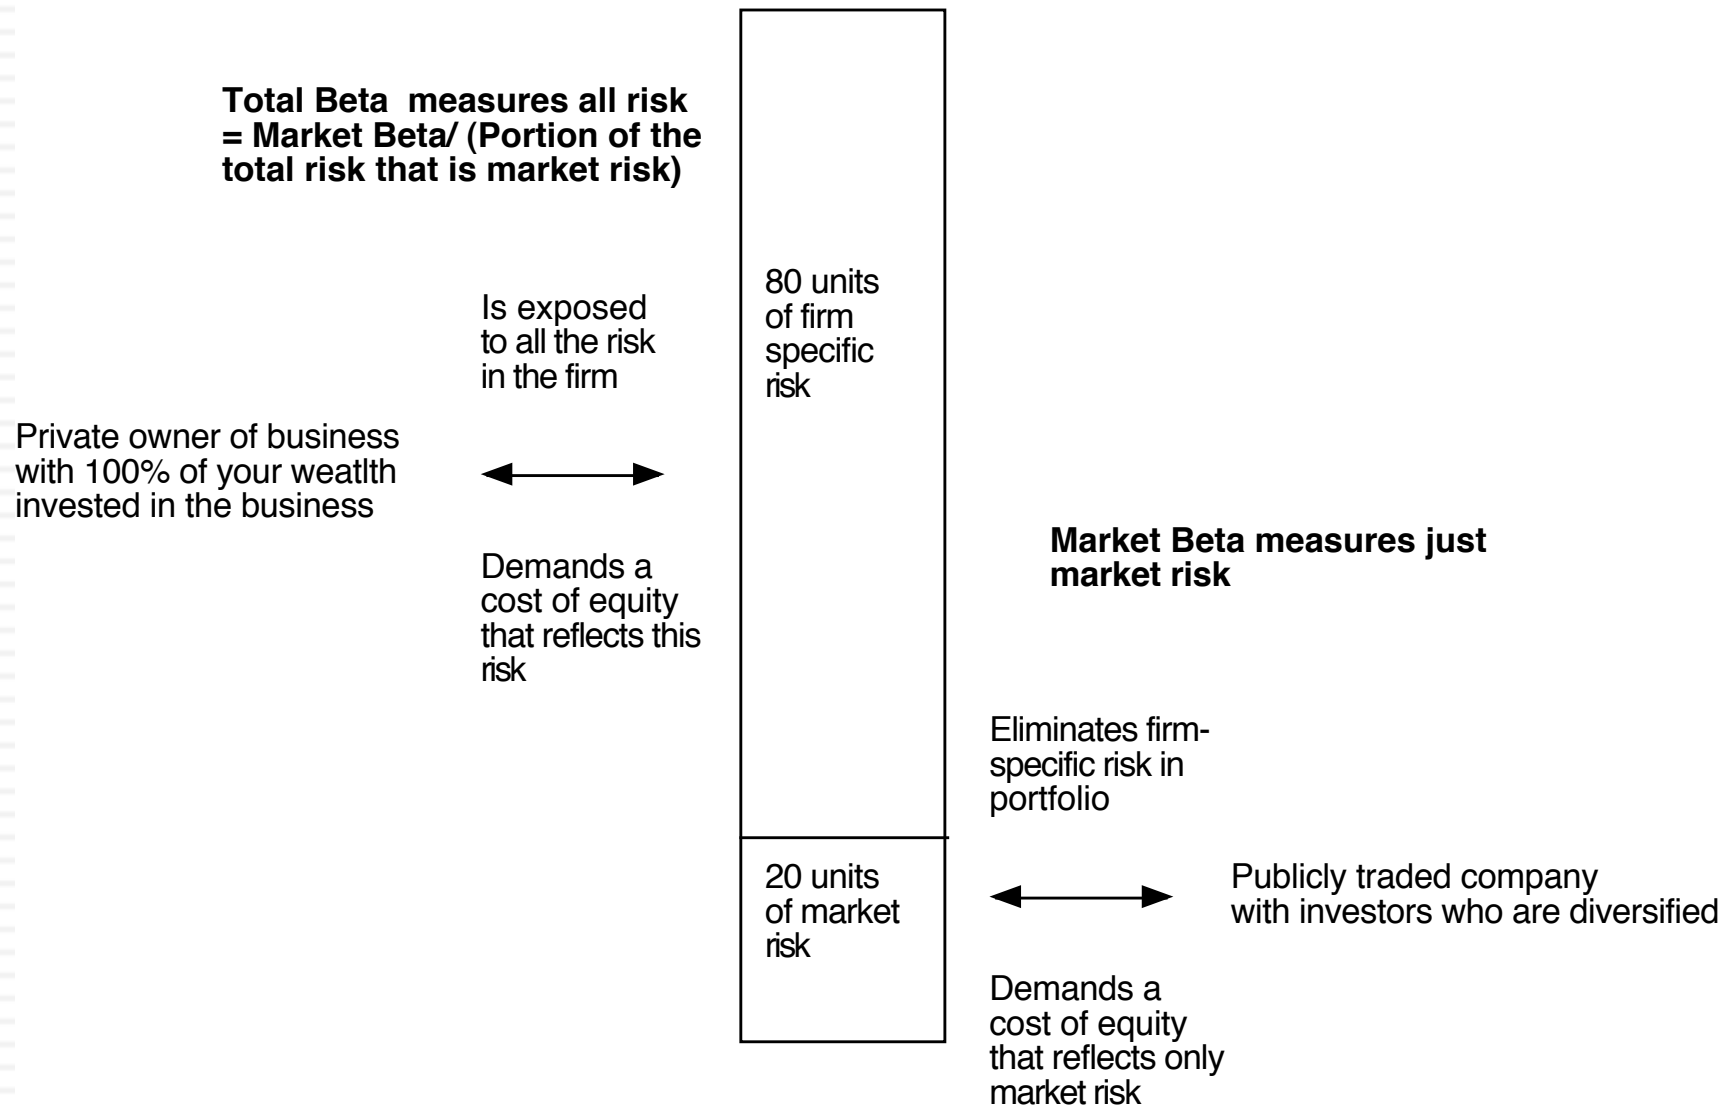 Total Beta measures all risk
= Market Beta/ (Portion of the
total risk that is market risk)
80 units
of firm
specific
risk
Is exposed
to all the risk
in the firm
Private owner of business
with 100% of your weatlth
invested in the business
Demands a
cost of equity
that reflects this
risk
Market Beta measures just
market risk
Eliminates firm-
specific risk in
portfolio
20 units
of market
risk
Publicly traded company
with investors who are diversified
Demands a
cost of equity
that reflects only
market risk